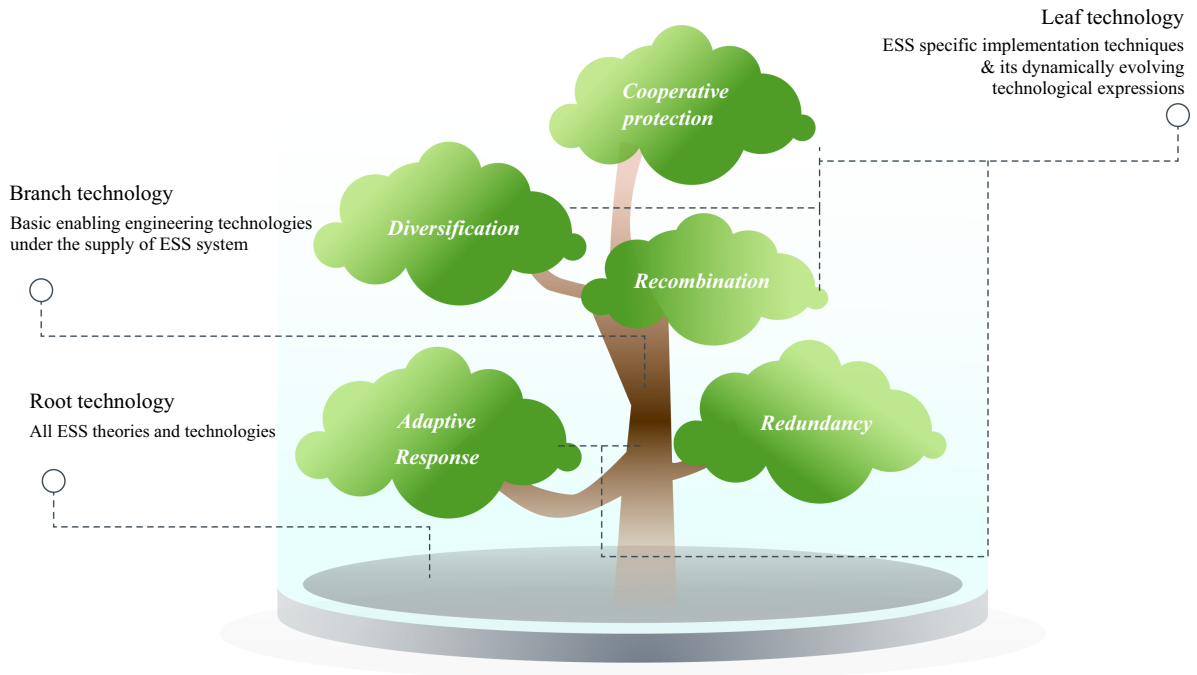 Leaf technology
ESS specific implementation techniques
& its dynamically evolving
technological expressions
Cooperative
protection
Branch technology
Basic enabling engineering technologies
under the supply of ESS system
Diversification
Recombination
Root technology
All ESS theories and technologies
Adaptive
Response
Redundancy